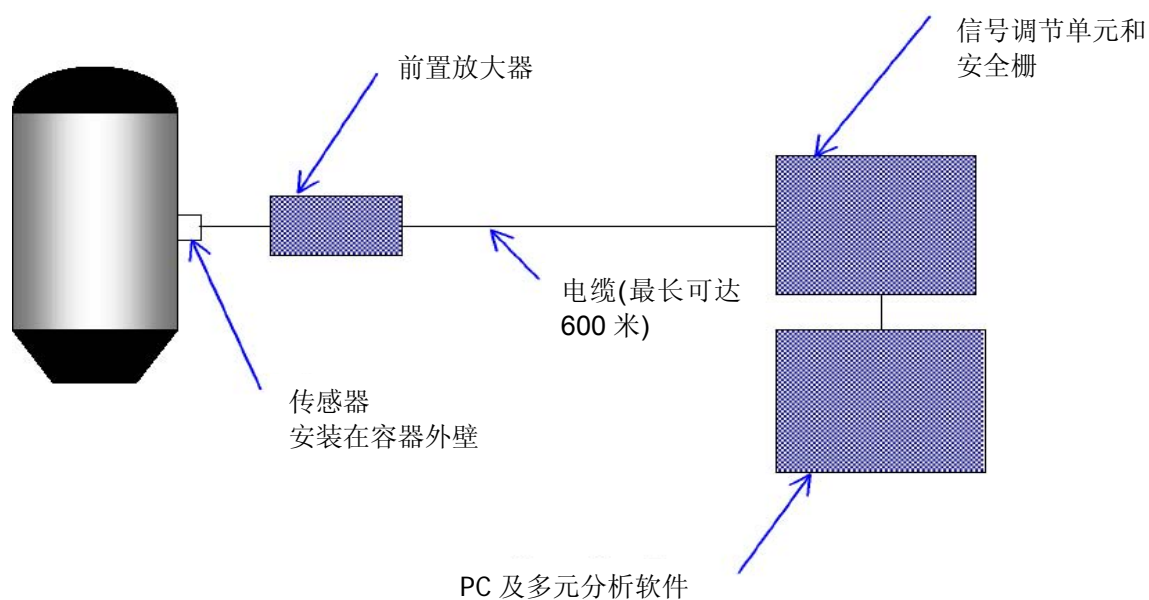 信号调节单元和
安全栅
前置放大器
电缆(最长可达
600 米)
传感器
安装在容器外壁
PC 及多元分析软件